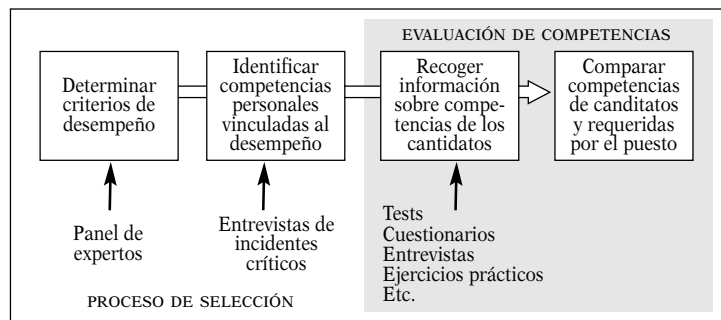 EVALUACIÓN DE COMPETENCIAS
Determinar
criterios de
desempeño
Identificar
competencias
personales
vinculadas al
desempeño
Recoger
información
sobre compe-
tencias de los
cantidatos
Comparar
competencias
de canditatos
y requeridas
por el puesto
Panel de
expertos
Entrevistas de
incidentes
críticos
Tests
Cuestionarios
Entrevistas
Ejercicios prácticos
Etc.
PROCESO DE SELECCIÓN